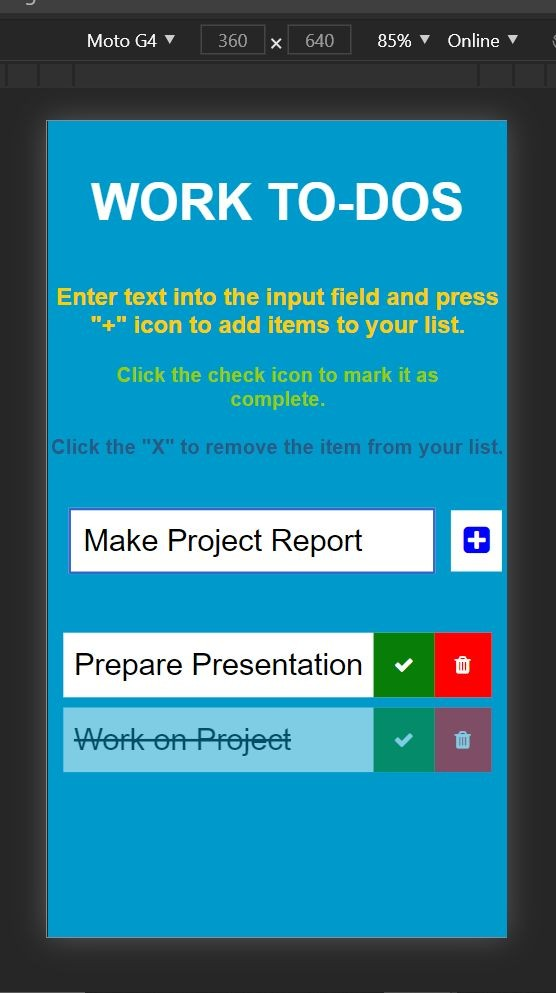 Moto G4 ▼ 360 × 640 85% ▼ Online ▼
WORK TO-DOS
Enter text into the input field and press
"+" icon to add items to your list.
Click the check icon to mark it as
complete.
Click the "X" to remove the item from your list.
Make Project Report
Prepare Presentation
Work on Project